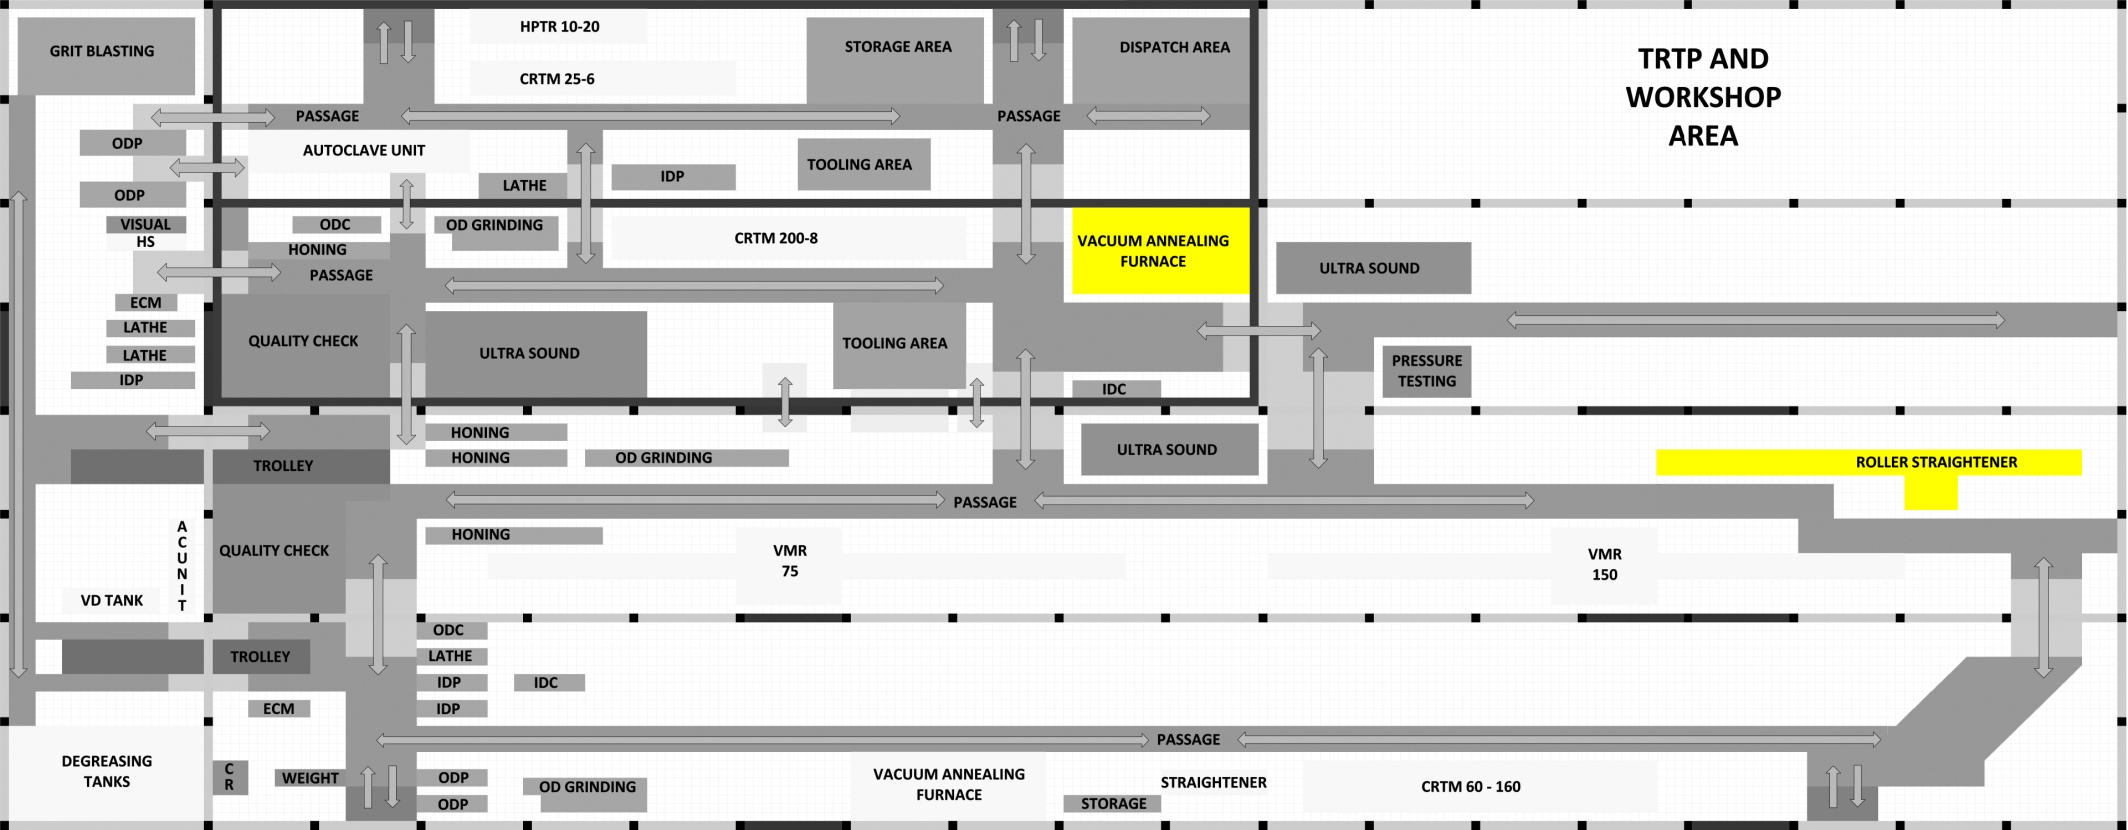 HPTR 10-20
GRIT BLASTING
STORAGE AREA
DISPATCH AREA
CRTM 25-6
TRTP AND
WORKSHOP
AREA
PASSAGE
PASSAGE
ODP
AUTOCLAVE UNIT
LATHE
IDP
TOOLING AREA
ODP
VISUAL
HS
ODC
OD GRINDING
CRTM 200-8
VACUUM ANNEALING
FURNACE
HONING
PASSAGE
ULTRA SOUND
ECM
LATHE
LATHE
IDP
QUALITY CHECK
ULTRA SOUND
TOOLING AREA
PRESSURE
TESTING
IDC
HONING
HONING
OD GRINDING
ULTRA SOUND
ROLLER STRAIGHTENER
TROLLEY
PASSAGE
HONING
A
C
U
N
I
T
QUALITY CHECK
VMR
75
VMR
150
VD TANK
ODC
LATHE
IDP
IDC
IDP
TROLLEY
ECM
PASSAGE
DEGREASING
TANKS
C
R
WEIGHT
ODP
ODP
OD GRINDING
VACUUM ANNEALING
FURNACE
STRAIGHTENER
STORAGE
CRTM 60 - 160